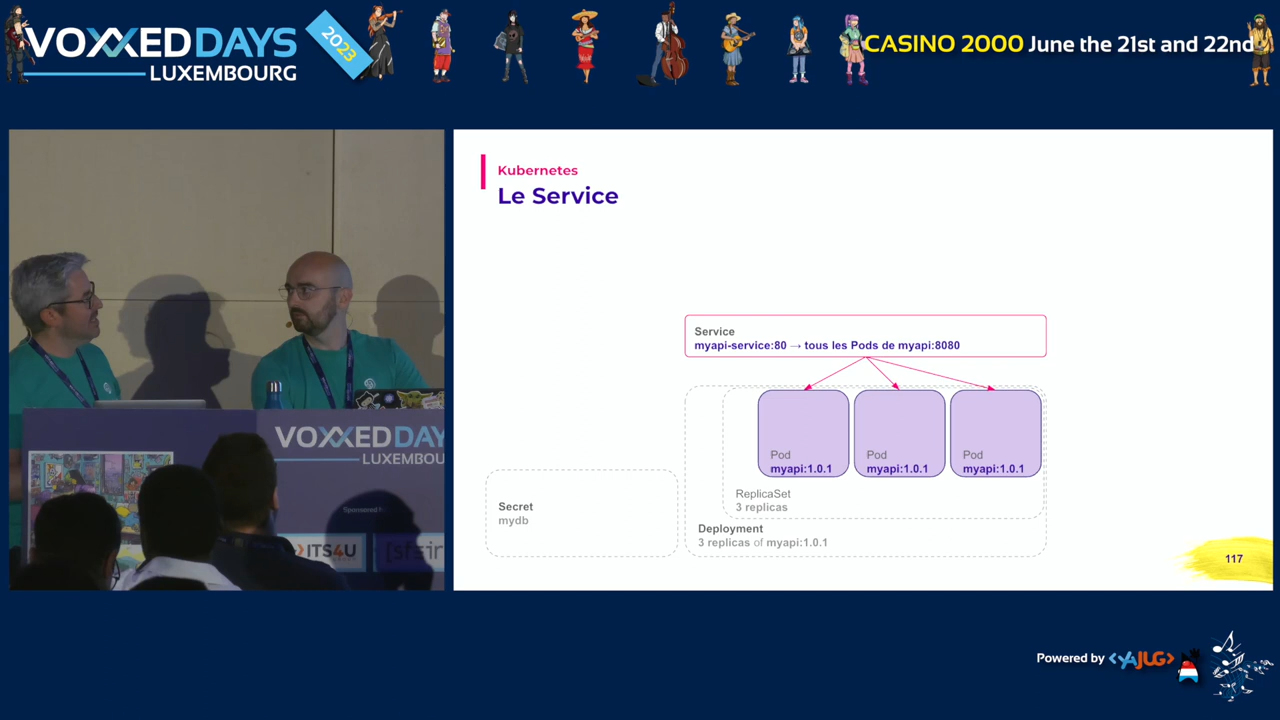 VOXXED DAYS
LUXEMBOURG
2023
CASINO 2000 June the 21st and 22nd
Kubernetes
Le Service
Service
myapi-service:80 → tous les Pods de myapi:8080
Pod
myapi:1.0.1
Pod
myapi:1.0.1
Pod
myapi:1.0.1
ReplicaSet
3 replicas
Secret
mydb
Deployment
3 replicas of myapi:1.0.1
117
VOXXED DAY
LUXEMBOU
Sponsored
ITS4U
Powered by <YAJUG>